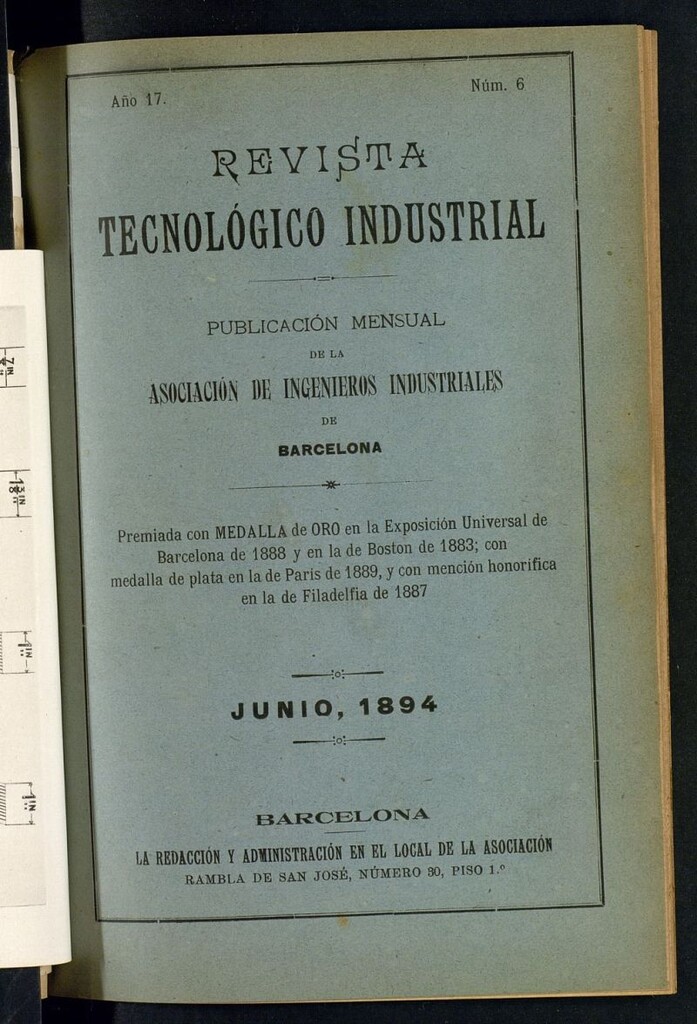 Año 17.
Núm. 6
REVISTA
TECNOLÓGICO INDUSTRIAL
PUBLICACIÓN MENSUAL
DE LA
ASOCIACIÓN DE INGENIEROS INDUSTRIALES
DE
BARCELONA
Premiada con MEDALLA de ORO en la Exposición Universal de
Barcelona de 1888 y en la de Boston de 1883; con
medalla de plata en la de Paris de 1889, y con mención honorifica
en la de Filadelfia de 1887
JUNIO, 1894
BARCELONA
LA REDACCIÓN Y ADMINISTRACIÓN EN EL LOCAL DE LA ASOCIACIÓN
RAMBLA DE SAN JOSÉ, NÚMERO 30, PISO 1.º